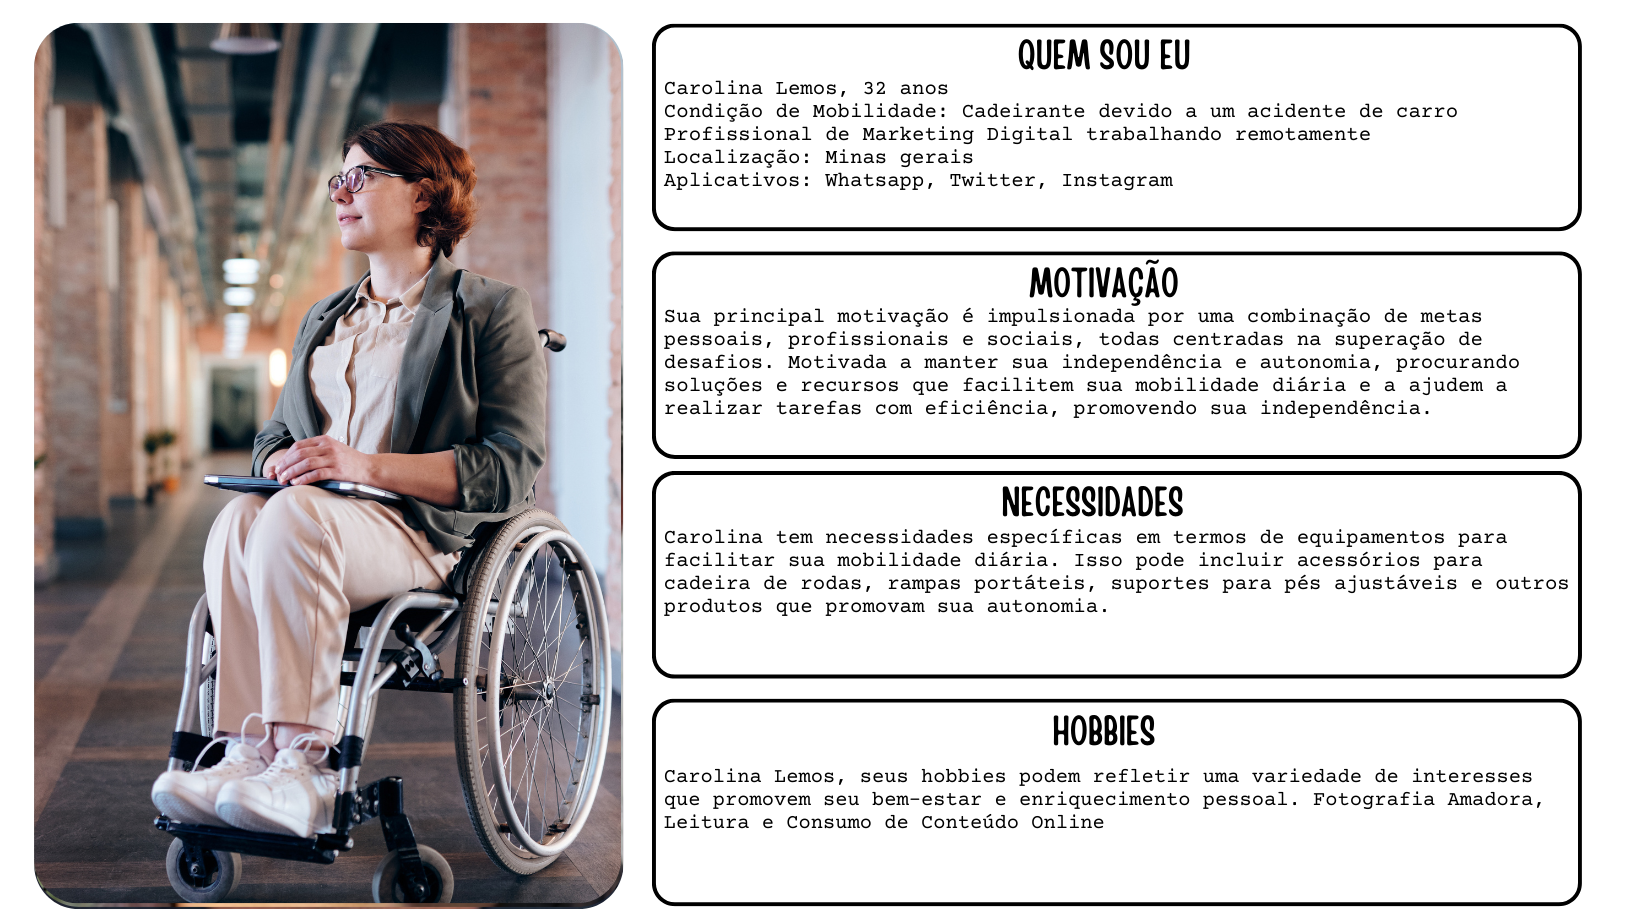 QUEM SOU EU
Carolina Lemos, 32 anos
Condição de Mobilidade: Cadeirante devido a um acidente de carro
Profissional de Marketing Digital trabalhando remotamente
Localização: Minas gerais
Aplicativos: Whatsapp, Twitter, Instagram
MOTIVAÇÃO
Sua principal motivação é impulsionada por uma combinação de metas
pessoais, profissionais e sociais, todas centradas na superação de
desafios. Motivada a manter sua independência e autonomia, procurando
soluções e recursos que facilitem sua mobilidade diária e a ajudem a
realizar tarefas com eficiência, promovendo sua independência.
NECESSIDADES
Carolina tem necessidades específicas em termos de equipamentos para
facilitar sua mobilidade diária. Isso pode incluir acessórios para
cadeira de rodas, rampas portáteis, suportes para pés ajustáveis e outros
produtos que promovam sua autonomia.
HOBBIES
Carolina Lemos, seus hobbies podem refletir uma variedade de interesses
que promovem seu bem-estar e enriquecimento pessoal. Fotografia Amadora,
Leitura e Consumo de Conteúdo Online